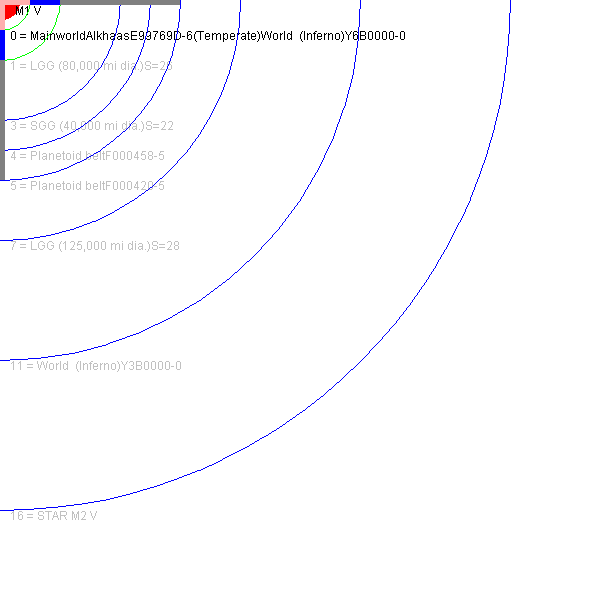 M1 V
0 = MainworldAlkhaasE99769D-6(Temperate)World  (Inferno)Y6B0000-0
1 = LGG (80,000 mi dia.)S=23
3 = SGG (40,000 mi dia.)S=22
4 = Planetoid beltF000458-5
5 = Planetoid beltF000420-5
7 = LGG (125,000 mi dia.)S=28
11 = World  (Inferno)Y3B0000-0
16 = STAR M2 V